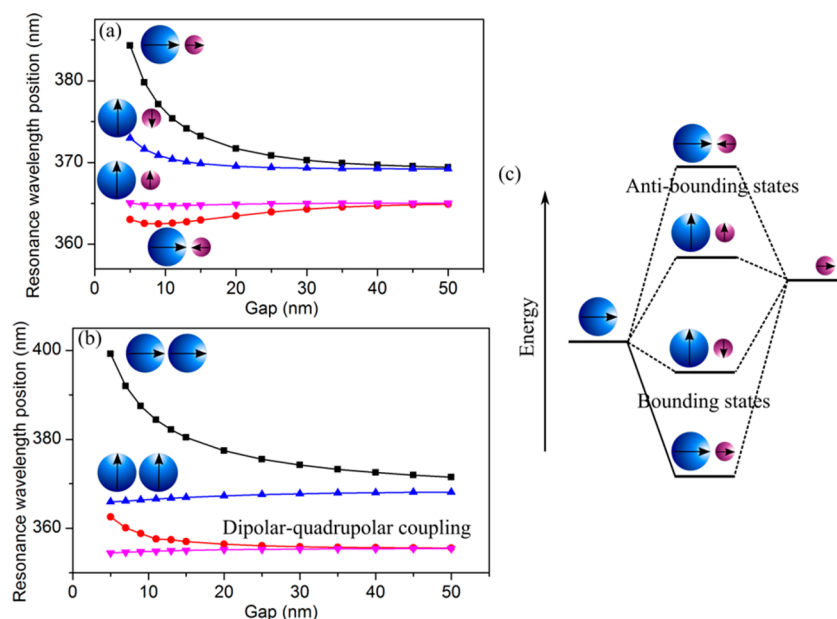 (a)
Resonance wavelength position (nm)
380
370
360
0 10 20 30 40 50
Gap (nm)
(b)
Resonance wavelength positon (nm)
400
380
360
Dipolar-quadrupolar coupling
0 10 20 30 40 50
Gap (nm)
(c)
Energy
Anti-bounding states
Bounding states